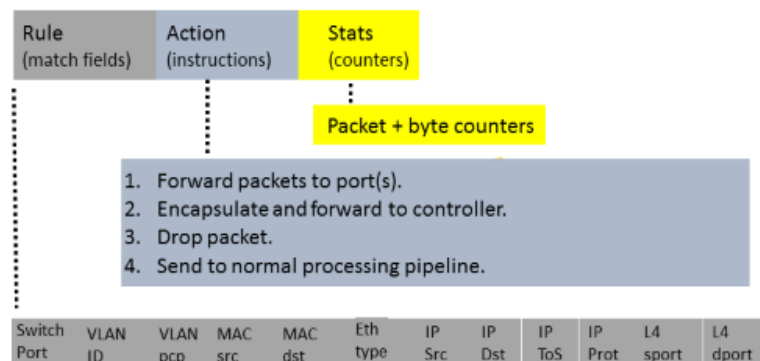 Rule Action Stats
(match fields) (instructions) (counters)
Packet + byte counters
1. Forward packets to port(s).
2. Encapsulate and forward to controller.
3. Drop packet.
4. Send to normal processing pipeline.
Switch VLAN VLAN MAC MAC Eth IP IP IP IP L4 L4
Port ID pcp src dst type Src Dst ToS Prot sport dport